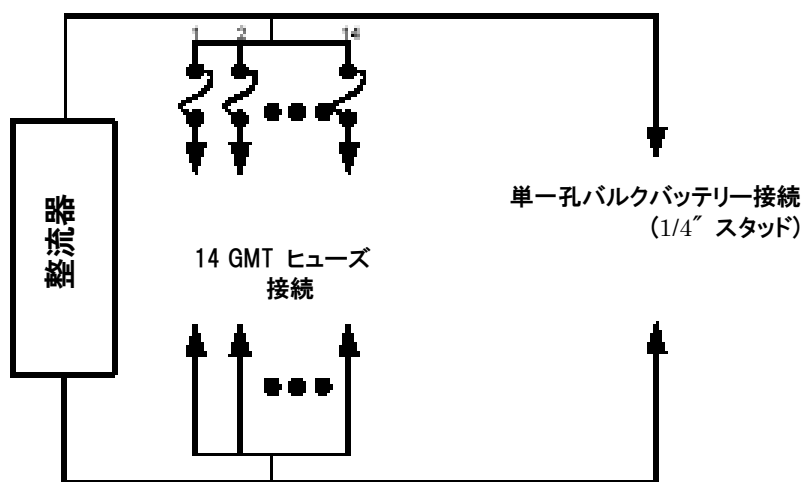 1 2 14
整流器
単一孔バルクバッテリー接続
(1/4″ スタッド)
14 GMT ヒューズ
接続